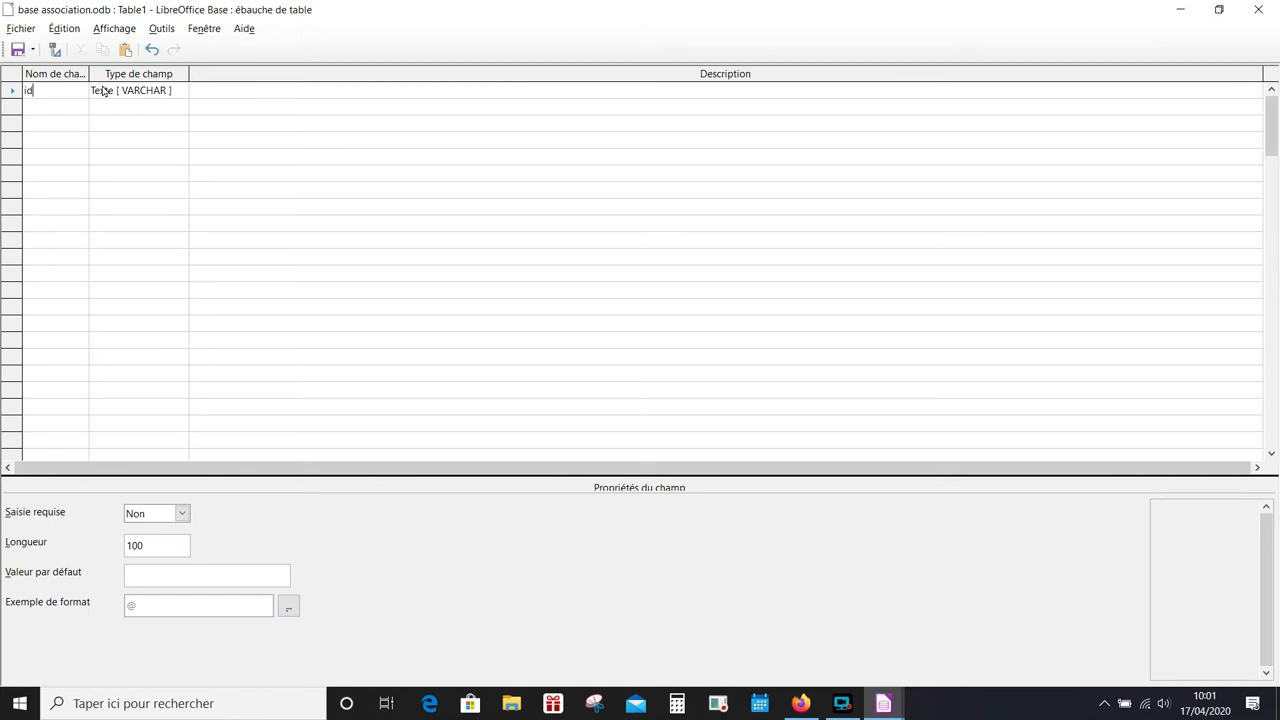 base association.odb : Table1 - LibreOffice Base : ébauche de table
Fichier Édition Affichage Outils Fenêtre Aide
Nom de cha... Type de champ Description
id Texte [ VARCHAR ]
Propriétés du champ
Saisie requise Non
Longueur 100
Valeur par défaut
Exemple de format @ ...
Taper ici pour rechercher
10:01
17/04/2020